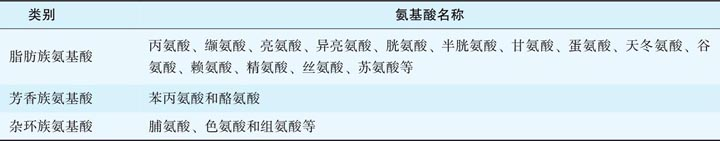 类别 氨基酸名称
脂肪族氨基酸 丙氨酸、缬氨酸、亮氨酸、异亮氨酸、胱氨酸、半胱氨酸、甘氨酸、蛋氨酸、天冬氨酸、谷
氨酸、赖氨酸、精氨酸、丝氨酸、苏氨酸等
芳香族氨基酸 苯丙氨酸和酪氨酸
杂环族氨基酸 脯氨酸、色氨酸和组氨酸等